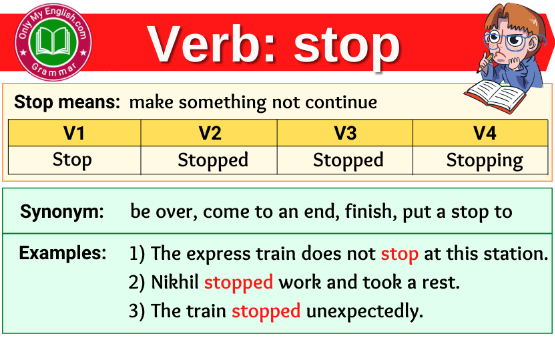 Only My English.com
Grammar
Verb: stop
Stop means: make something not continue
V1 V2 V3 V4
Stop Stopped Stopped Stopping
Synonym: be over, come to an end, finish, put a stop to
Examples: 1) The express train does not stop at this station.
2) Nikhil stopped work and took a rest.
3) The train stopped unexpectedly.